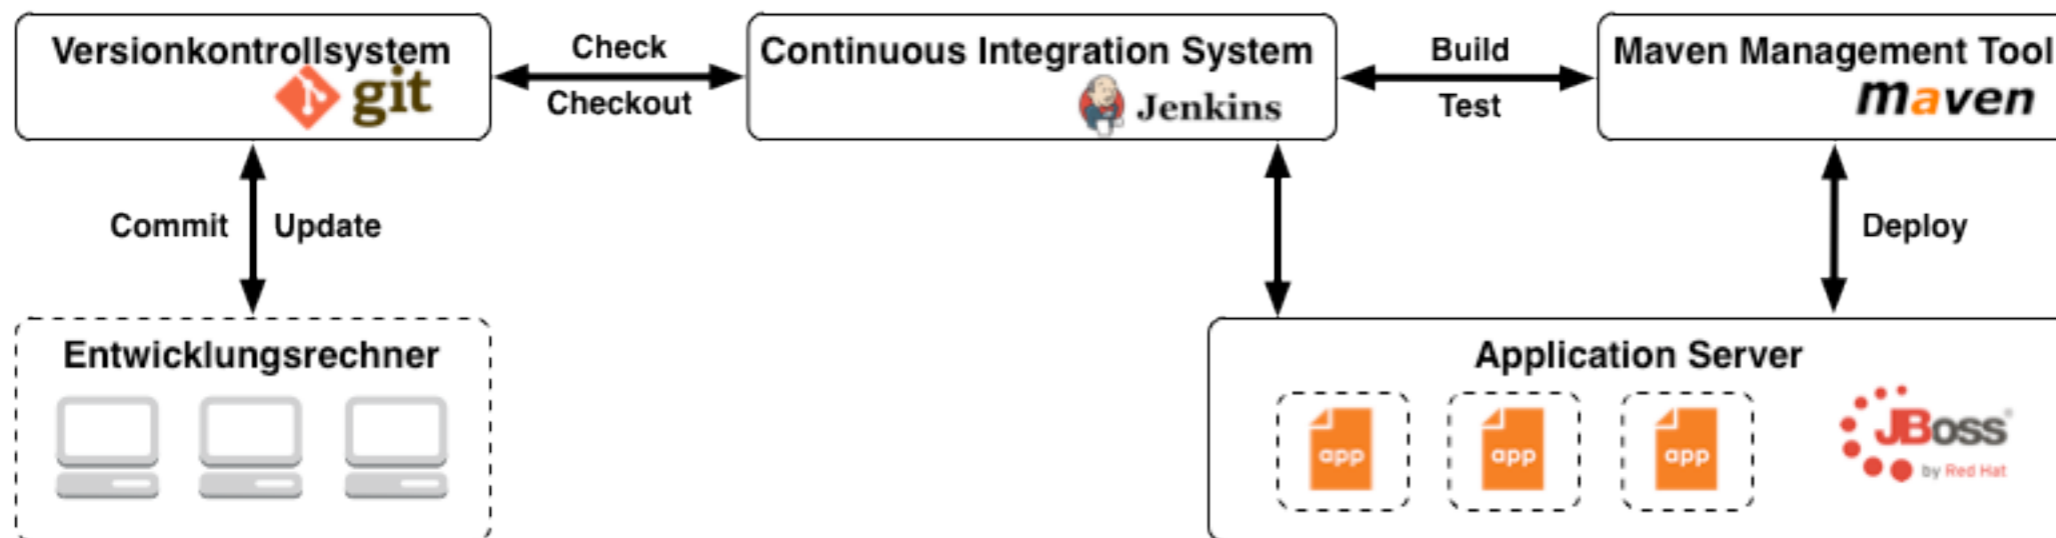 Versionkontrollsystem
git
Check
Checkout
Continuous Integration System
Jenkins
Build
Test
Maven Management Tool
maven
Commit
Update
Deploy
Entwicklungsrechner
Application Server
app
app
app
JBoss®
by Red Hat